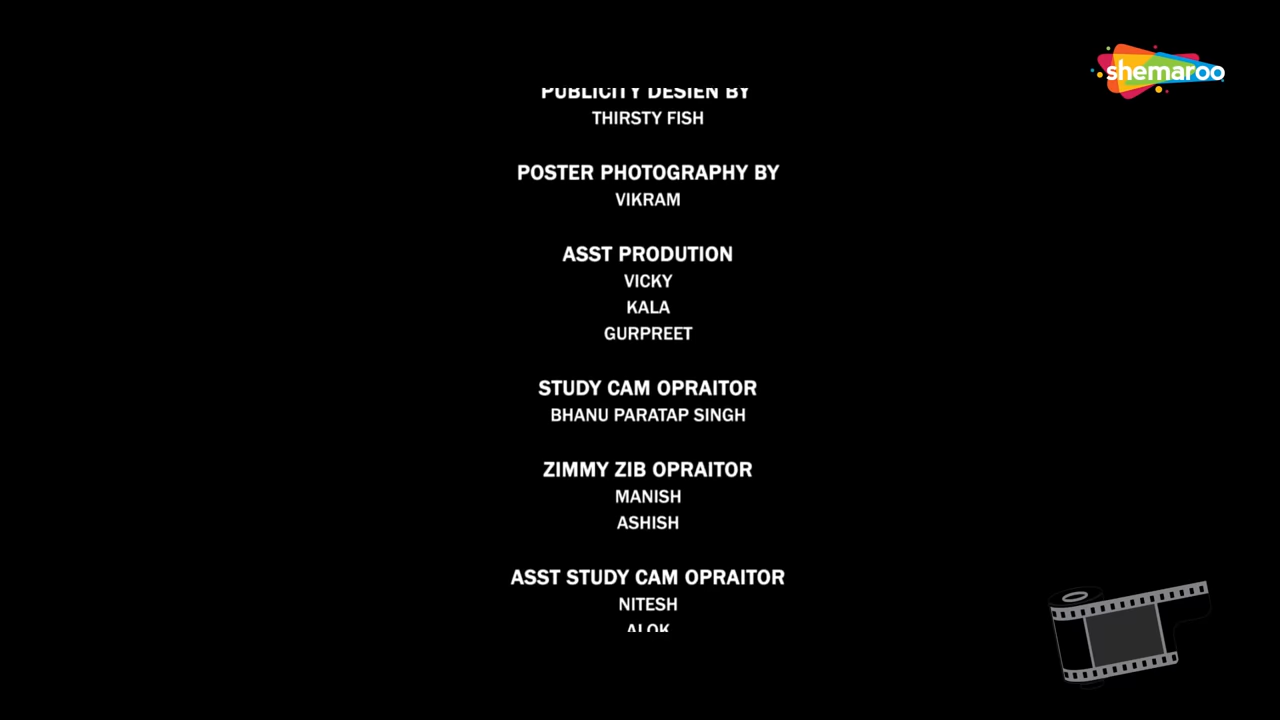 shemaroo
PUBLICITY DESIEN BY
THIRSTY FISH
POSTER PHOTOGRAPHY BY
VIKRAM
ASST PRODUTION
VICKY
KALA
GURPREET
STUDY CAM OPRAITOR
BHANU PARATAP SINGH
ZIMMY ZIB OPRAITOR
MANISH
ASHISH
ASST STUDY CAM OPRAITOR
NITESH
ALOK